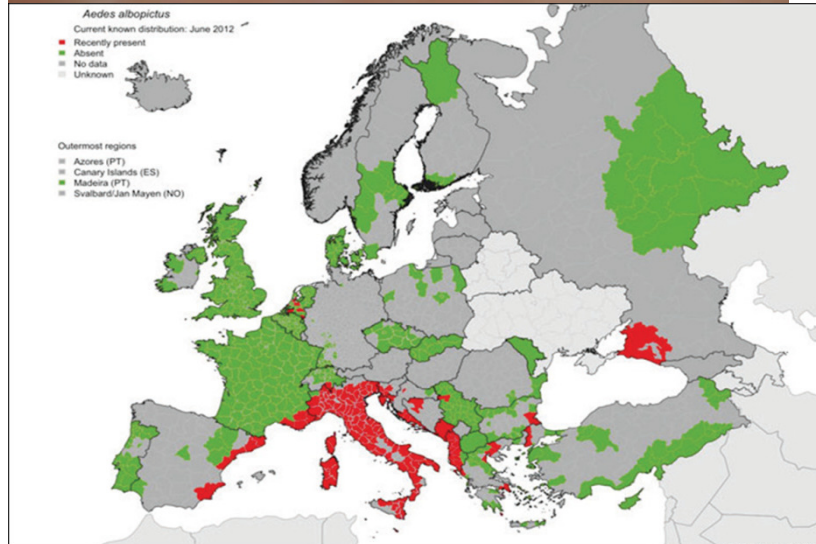 Aedes albopictus
Current known distribution: June 2012
Recently present
Absent
No data
Unknown
Outermost regions
Azores (PT)
Canary Islands (ES)
Madeira (PT)
Svalbard/Jan Mayen (NO)